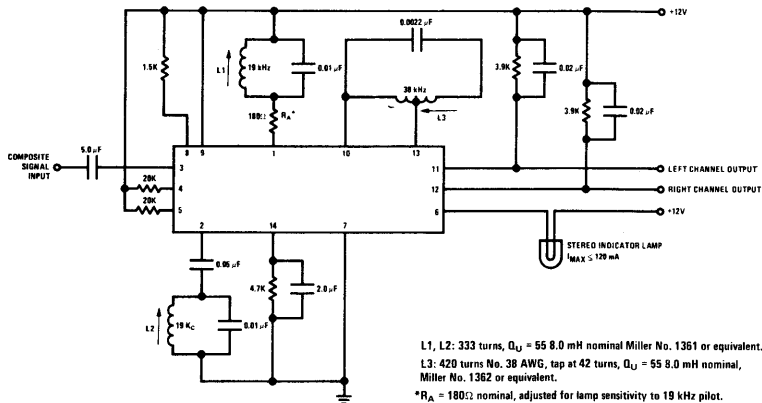 0.0022 μF
+12V
1.5K
L1
19 kHz
0.01 μF
38 kHz
3.9K
0.02 μF
3.9K
0.02 μF
180Ω
RA*
L3
COMPOSITE
SIGNAL
INPUT
5.0 μF
8
9
1
10
13
3
11
LEFT CHANNEL OUTPUT
20K
4
12
RIGHT CHANNEL OUTPUT
20K
5
6
+12V
2
14
7
STEREO INDICATOR LAMP
IMAX ≤ 120 mA
0.05 μF
4.7K
2.0 μF
L2
19 KC
0.01 μF
L1, L2: 333 turns, QU = 55 8.0 mH nominal Miller No. 1361 or equivalent.
L3: 420 turns No. 38 AWG, tap at 42 turns, QU = 55 8.0 mH nominal,
Miller No. 1362 or equivalent.
*RA = 180Ω nominal, adjusted for lamp sensitivity to 19 kHz pilot.